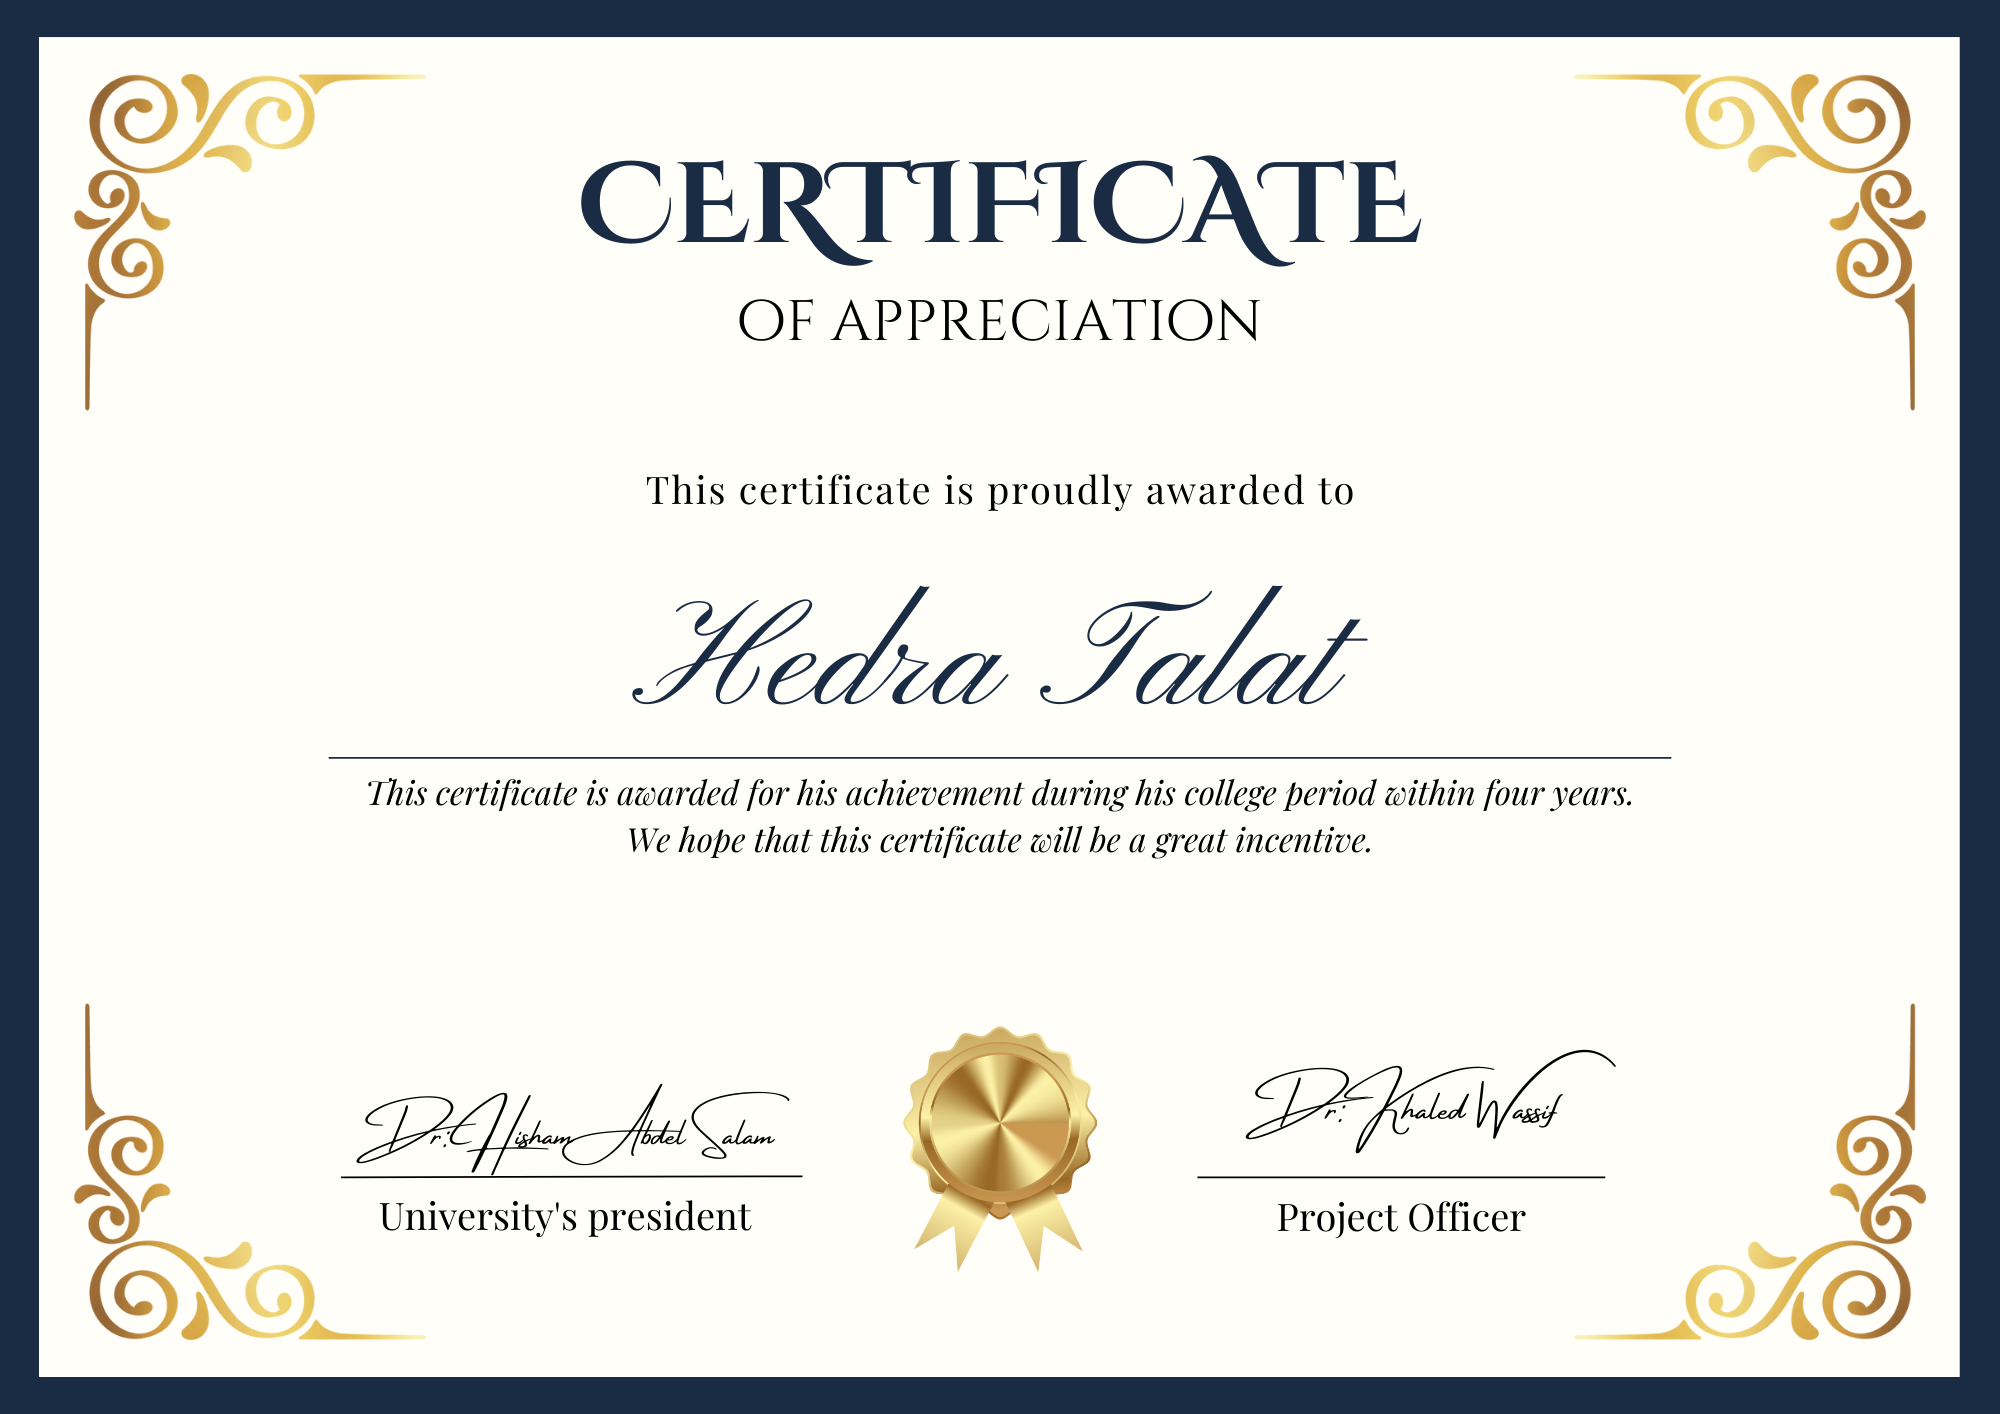 CERTIFICATE
OF APPRECIATION
This certificate is proudly awarded to
Hedra Talat
This certificate is awarded for his achievement during his college period within four years.
We hope that this certificate will be a great incentive.
Dr: Hisham Abdel Salam
University's president
Dr: Khaled Wassif
Project Officer